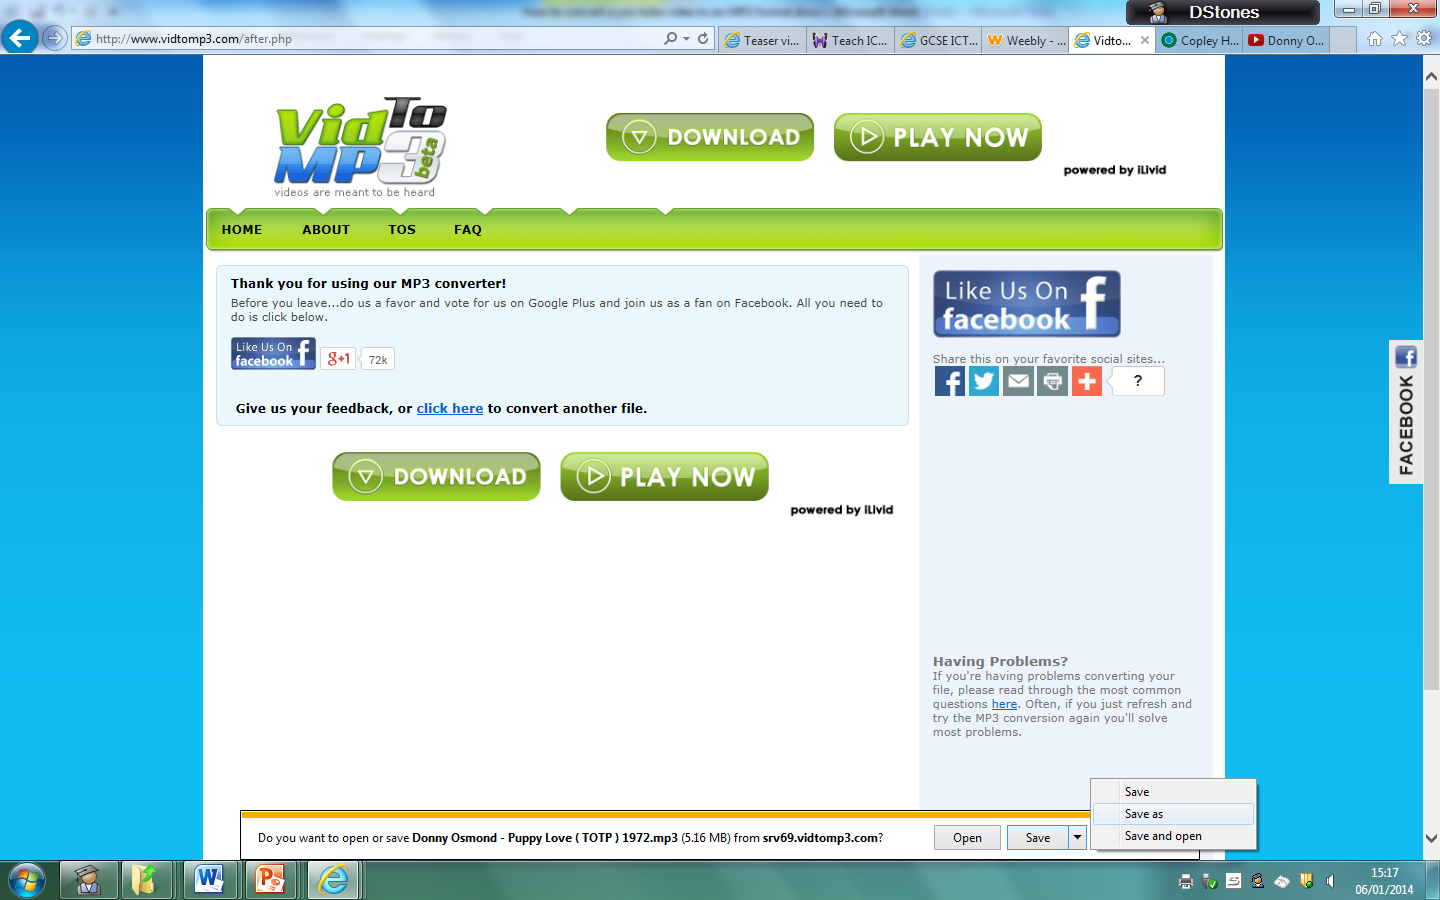 DStones
http://www.vidtomp3.com/after.php
Teaser vi...
Teach IC...
GCSE ICT...
Weebly - ...
Vidto...
Copley H...
Donny O...
VidTo
MP3 beta
videos are meant to be heard
DOWNLOAD
PLAY NOW
powered by iLivid
HOME
ABOUT
TOS
FAQ
Thank you for using our MP3 converter!
Before you leave...do us a favor and vote for us on Google Plus and join us as a fan on Facebook. All you need to
do is click below.
Like Us On
facebook
g+1
72k
Give us your feedback, or click here to convert another file.
DOWNLOAD
PLAY NOW
powered by iLivid
Like Us On
facebook
Share this on your favorite social sites...
?
FACEBOOK
Having Problems?
If you're having problems converting your
file, please read through the most common
questions here. Often, if you just refresh and
try the MP3 conversion again you'll solve
most problems.
Save
Save as
Save and open
Do you want to open or save Donny Osmond - Puppy Love ( TOTP ) 1972.mp3 (5.16 MB) from srv69.vidtomp3.com?
Open
Save
15:17
06/01/2014